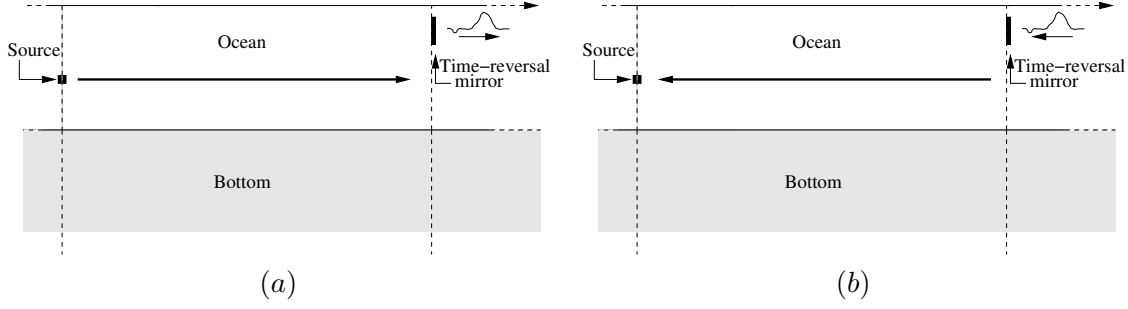 Ocean
Source
Time−reversal
mirror
Bottom
(a)
Ocean
Source
Time−reversal
mirror
Bottom
(b)